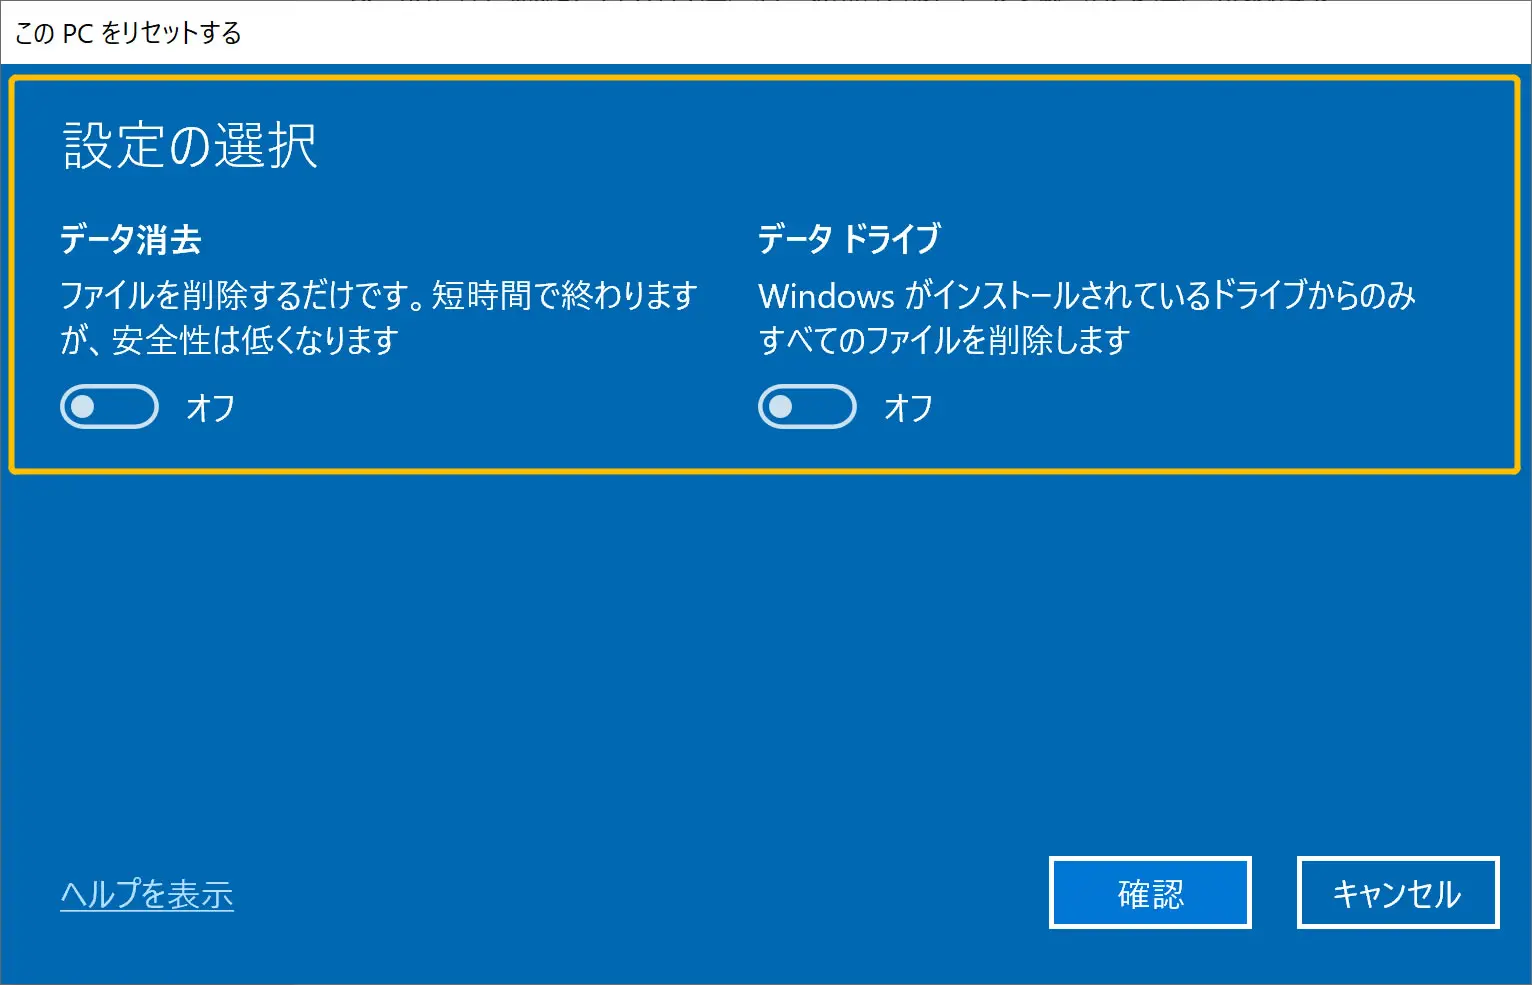 この PC をリセットする
設定の選択
データ消去
ファイルを削除するだけです。短時間で終わります
が、安全性は低くなります
オフ
データ ドライブ
Windows がインストールされているドライブからのみ
すべてのファイルを削除します
オフ
ヘルプを表示
確認
キャンセル